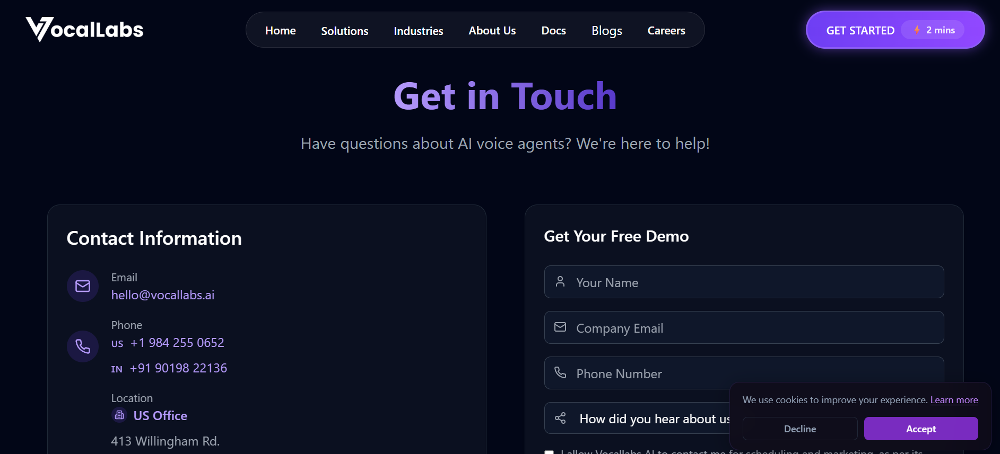 VocalLabs
Home Solutions Industries About Us Docs Blogs Careers
GET STARTED 2 mins
Get in Touch
Have questions about AI voice agents? We're here to help!
Contact Information
Email
hello@vocallabs.ai
Phone
US +1 984 255 0652
IN +91 90198 22136
Location
US Office
413 Willingham Rd.
Get Your Free Demo
Your Name
Company Email
Phone Number
How did you hear about us
I allow Vocallabs AI to contact me for scheduling and marketing, as per its
We use cookies to improve your experience. Learn more
Decline Accept